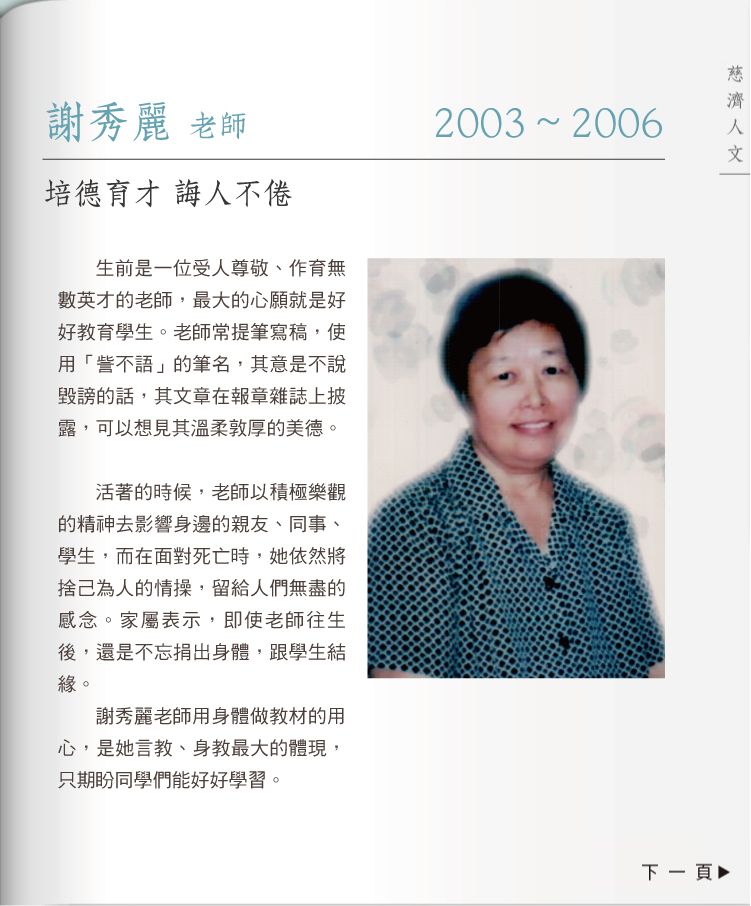 慈濟人文
謝秀麗 老師
2003 ~ 2006
培德育才 誨人不倦
生前是一位受人尊敬、作育無
數英才的老師，最大的心願就是好
好教育學生。老師常提筆寫稿，使
用「訾不語」的筆名，其意是不說
毀謗的話，其文章在報章雜誌上披
露，可以想見其溫柔敦厚的美德。
活著的時候，老師以積極樂觀
的精神去影響身邊的親友、同事、
學生，而在面對死亡時，她依然將
捨己為人的情操，留給人們無盡的
感念。家屬表示，即使老師往生
後，還是不忘捐出身體，跟學生結
緣。
謝秀麗老師用身體做教材的用
心，是她言教、身教最大的體現，
只期盼同學們能好好學習。
下一頁▶